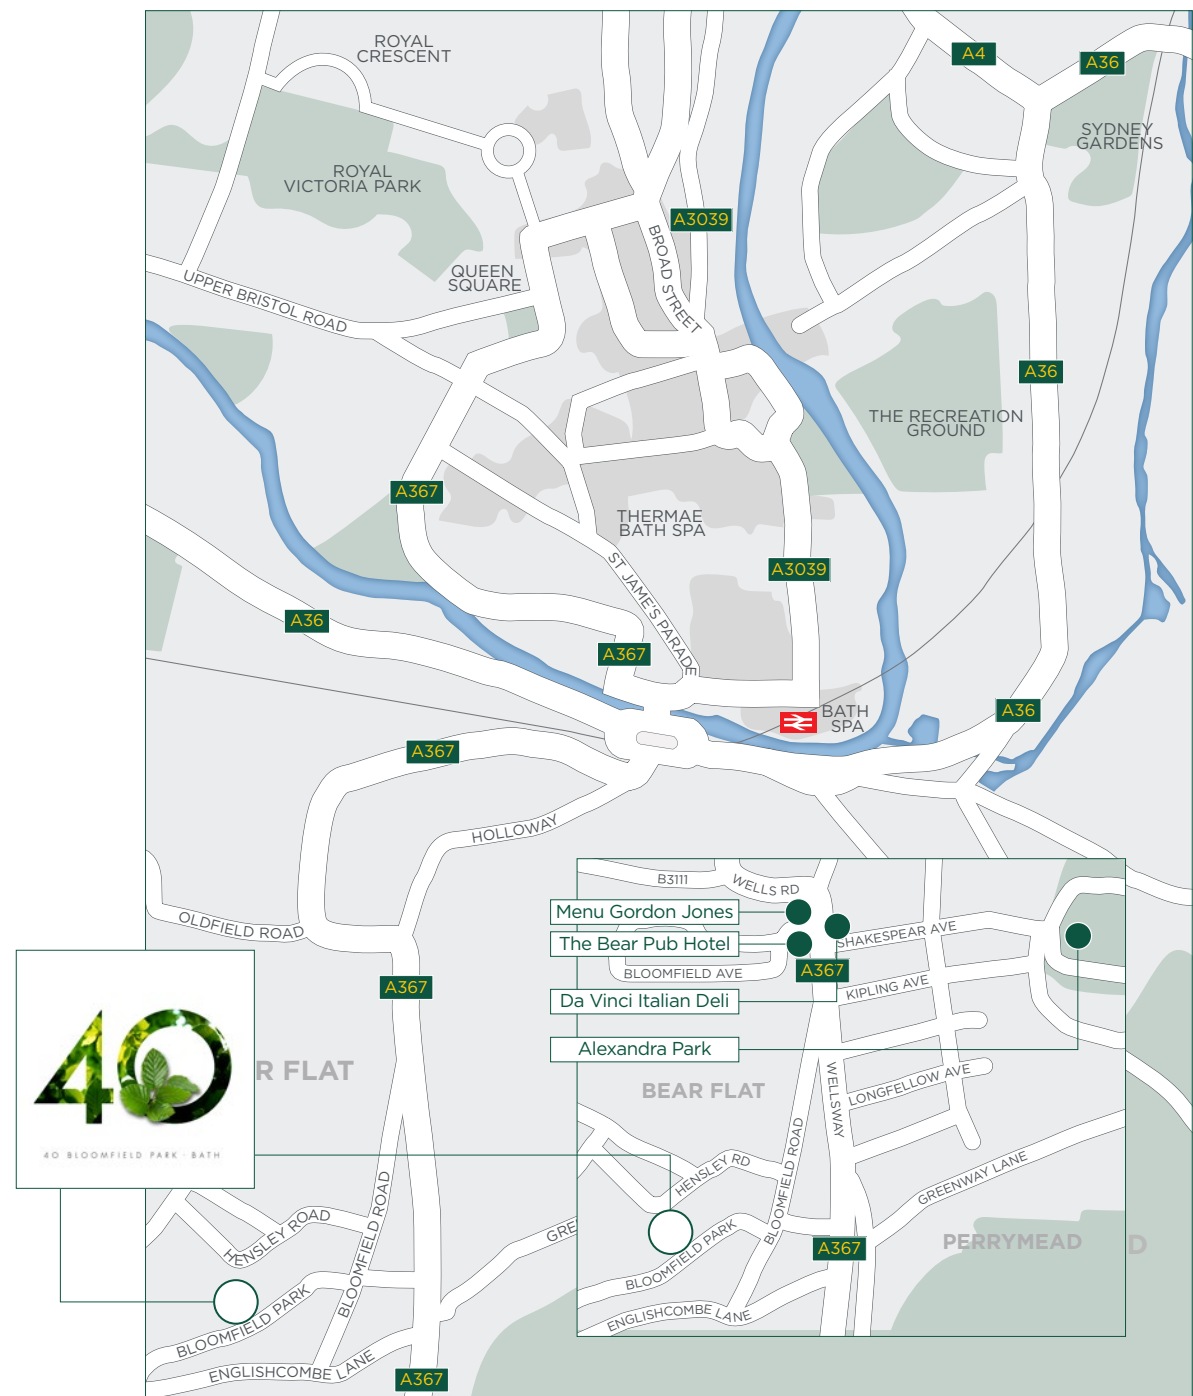 ROYAL
CRESCENT
A4
A36
SYDNEY
GARDENS
ROYAL
VICTORIA PARK
A3039
BROAD STREET
QUEEN
SQUARE
UPPER BRISTOL ROAD
A36
THE RECREATION
GROUND
A367
THERMAE
BATH SPA
ST JAME'S PARADE
A3039
A36
A367
BATH
SPA
A36
A367
HOLLOWAY
OLDFIELD ROAD
A367
R FLAT
40
40 BLOOMFIELD PARK · BATH
HENSLEY ROAD
BLOOMFIELD ROAD
BLOOMFIELD PARK
ENGLISHCOMBE LANE
A367
GRE
B3111
WELLS RD
Menu Gordon Jones
The Bear Pub Hotel
SHAKESPEAR AVE
BLOOMFIELD AVE
A367
KIPLING AVE
Da Vinci Italian Deli
Alexandra Park
BEAR FLAT
WELLSWAY
LONGFELLOW AVE
HENSLEY RD
BLOOMFIELD ROAD
GREENWAY LANE
BLOOMFIELD PARK
A367
PERRYMEAD
D
ENGLISHCOMBE LANE